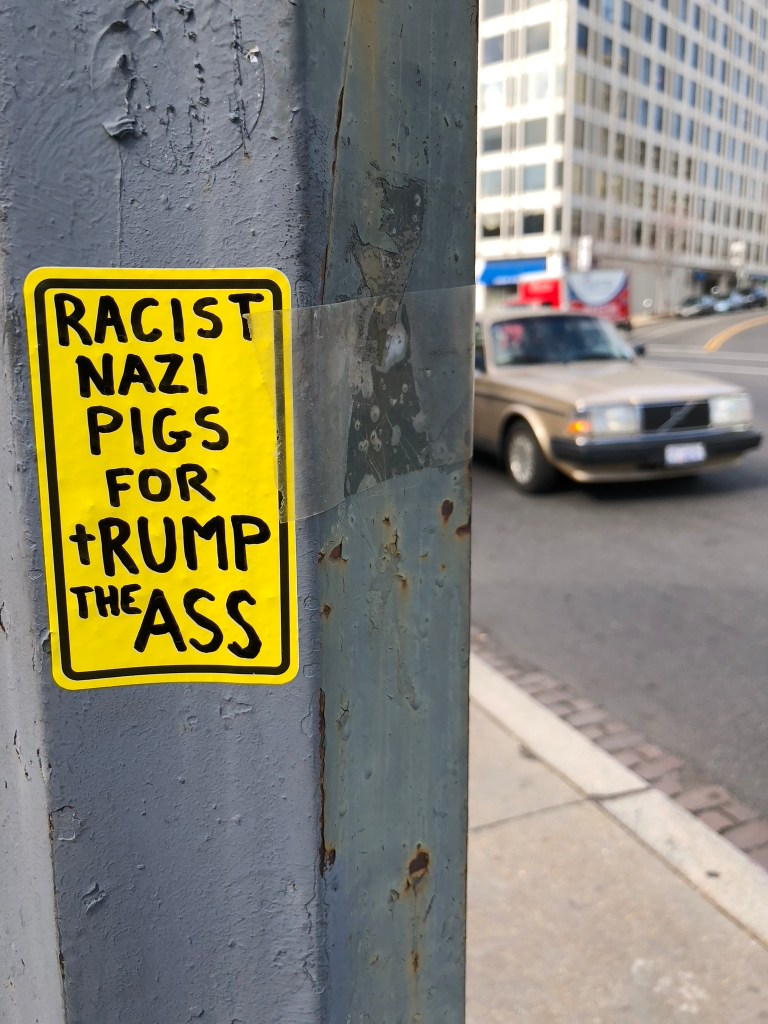 RACIST
NAZI
PIGS
FOR
tRUMP
THE ASS